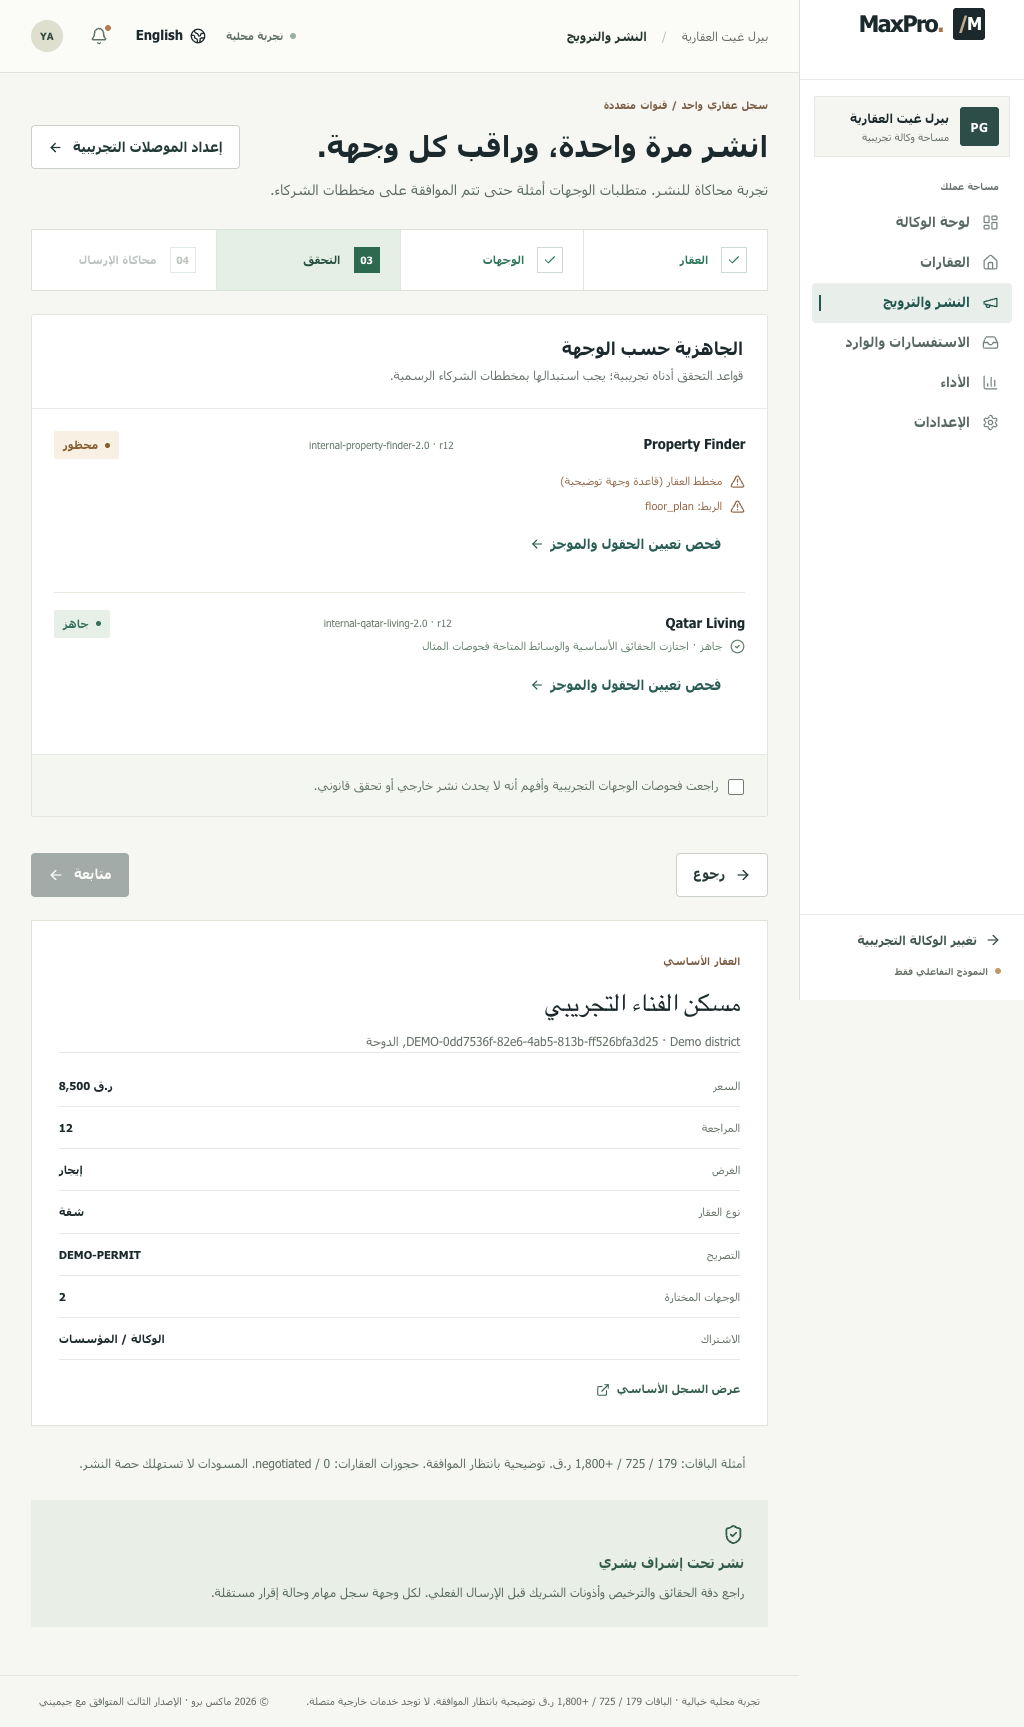 MaxPro. /M
PG
بيرل غيت العقارية
مساحة وكالة تجريبية
مساحة عملك
لوحة الوكالة
العقارات
النشر والترويج
الاستفسارات والوارد
الأداء
الإعدادات
تغيير الوكالة التجريبية
النموذج التفاعلي فقط
بيرل غيت العقارية / النشر والترويج
تجربة محلية
English
YA
سجل عقاري واحد / قنوات متعددة
انشر مرة واحدة، وراقب كل وجهة.
إعداد الموصلات التجريبية
تجربة محاكاة للنشر. متطلبات الوجهات أمثلة حتى تتم الموافقة على مخططات الشركاء.
العقار
الوجهات
03 التحقق
04 محاكاة الإرسال
الجاهزية حسب الوجهة
قواعد التحقق أدناه تجريبية؛ يجب استبدالها بمخططات الشركاء الرسمية.
Property Finder
internal-property-finder-2.0 · r12
محظور
مخطط العقار (قاعدة وجهة توضيحية)
الربط: floor_plan
فحص تعيين الحقول والموجز
Qatar Living
internal-qatar-living-2.0 · r12
جاهز
جاهز · اجتازت الحقائق الأساسية والوسائط المتاحة فحوصات المثال
فحص تعيين الحقول والموجز
راجعت فحوصات الوجهات التجريبية وأفهم أنه لا يحدث نشر خارجي أو تحقق قانوني.
رجوع
متابعة
العقار الأساسي
مسكن الفناء التجريبي
DEMO-0dd7536f-82e6-4ab5-813b-ff526bfa3d25 · Demo district, الدوحة
السعر
8,500 ر.ق
المراجعة
12
الغرض
إيجار
نوع العقار
شقة
التصريح
DEMO-PERMIT
الوجهات المختارة
2
الاشتراك
الوكالة / المؤسسات
عرض السجل الأساسي
أمثلة الباقات: 179 / 725 / +1,800 ر.ق. توضيحية بانتظار الموافقة. حجوزات العقارات: 0 / negotiated. المسودات لا تستهلك حصة النشر.
نشر تحت إشراف بشري
راجع دقة الحقائق والترخيص وأذونات الشريك قبل الإرسال الفعلي. لكل وجهة سجل مهام وحالة إقرار مستقلة.
تجربة محلية خيالية · الباقات 179 / 725 / +1,800 ر.ق توضيحية بانتظار الموافقة. لا توجد خدمات خارجية متصلة.
© 2026 ماكس برو · الإصدار الثالث المتوافق مع جيميني